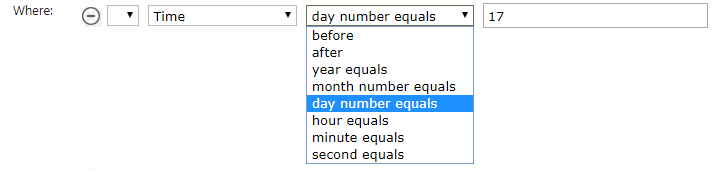 Where: Time day number equals 17
before
after
year equals
month number equals
day number equals
hour equals
minute equals
second equals